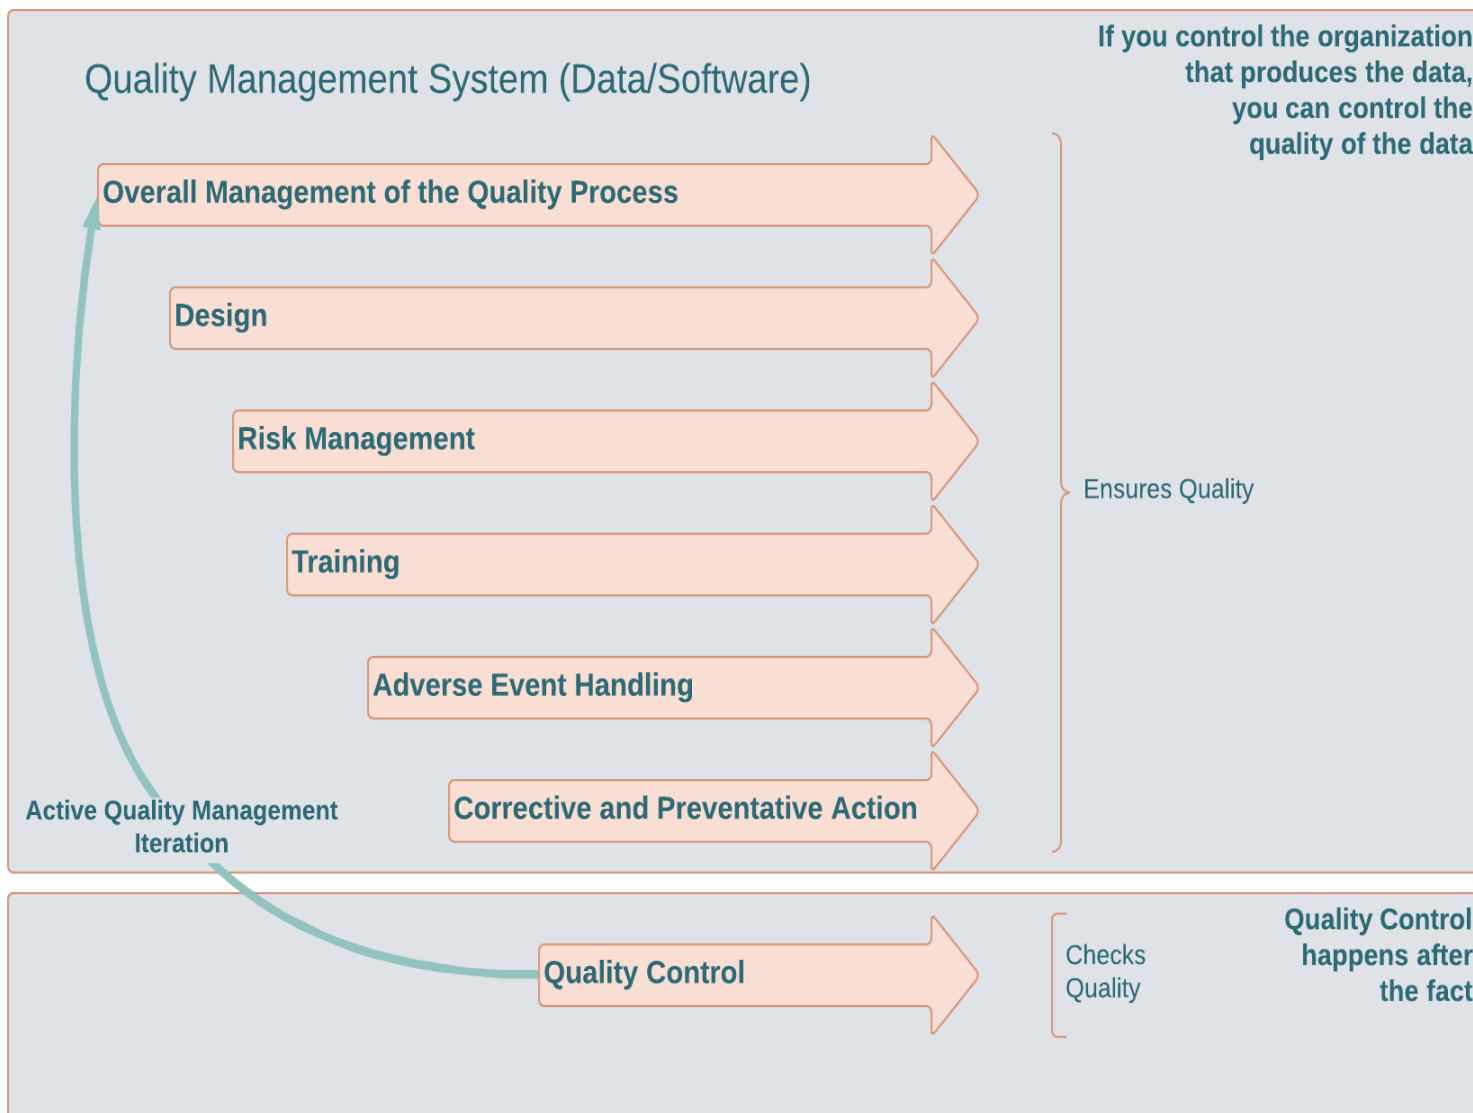 If you control the organization
that produces the data,
you can control the
quality of the data
Quality Management System (Data/Software)
Overall Management of the Quality Process
Design
Risk Management
Ensures Quality
Training
Adverse Event Handling
Corrective and Preventative Action
Active Quality Management
Iteration
Quality Control
happens after
the fact
Checks
Quality
Quality Control